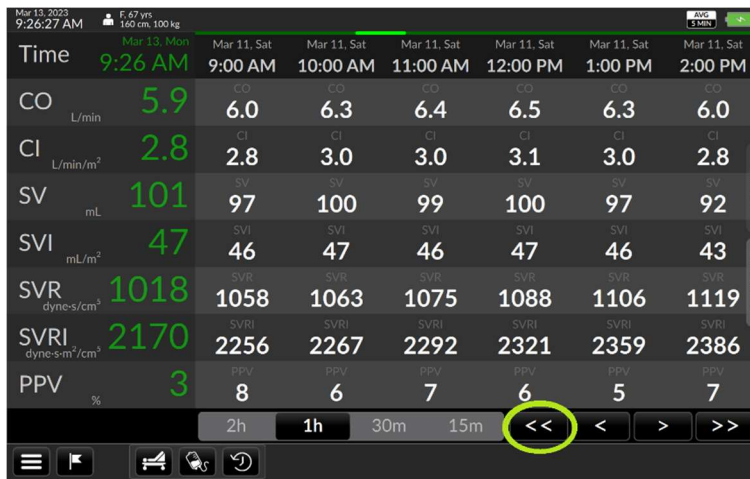 Mar 13, 2023
9:26:27 AM
F, 67 yrs
160 cm, 100 kg
AVG
5 MIN
Time
Mar 13, Mon
9:26 AM
Mar 11, Sat
9:00 AM
Mar 11, Sat
10:00 AM
Mar 11, Sat
11:00 AM
Mar 11, Sat
12:00 PM
Mar 11, Sat
1:00 PM
Mar 11, Sat
2:00 PM
CO L/min 5.9
CO CO CO CO CO CO
6.0 6.3 6.4 6.5 6.3 6.0
CI L/min/m² 2.8
CI CI CI CI CI CI
2.8 3.0 3.0 3.1 3.0 2.8
SV mL 101
SV SV SV SV SV SV
97 100 99 100 97 92
SVI mL/m² 47
SVI SVI SVI SVI SVI SVI
46 47 46 47 46 43
SVR dyne-s/cm⁵ 1018
SVR SVR SVR SVR SVR SVR
1058 1063 1075 1088 1106 1119
SVRI dyne-s-m²/cm⁵ 2170
SVRI SVRI SVRI SVRI SVRI SVRI
2256 2267 2292 2321 2359 2386
PPV % 3
PPV PPV PPV PPV PPV PPV
8 6 7 6 5 7
2h 1h 30m 15m << < > >>